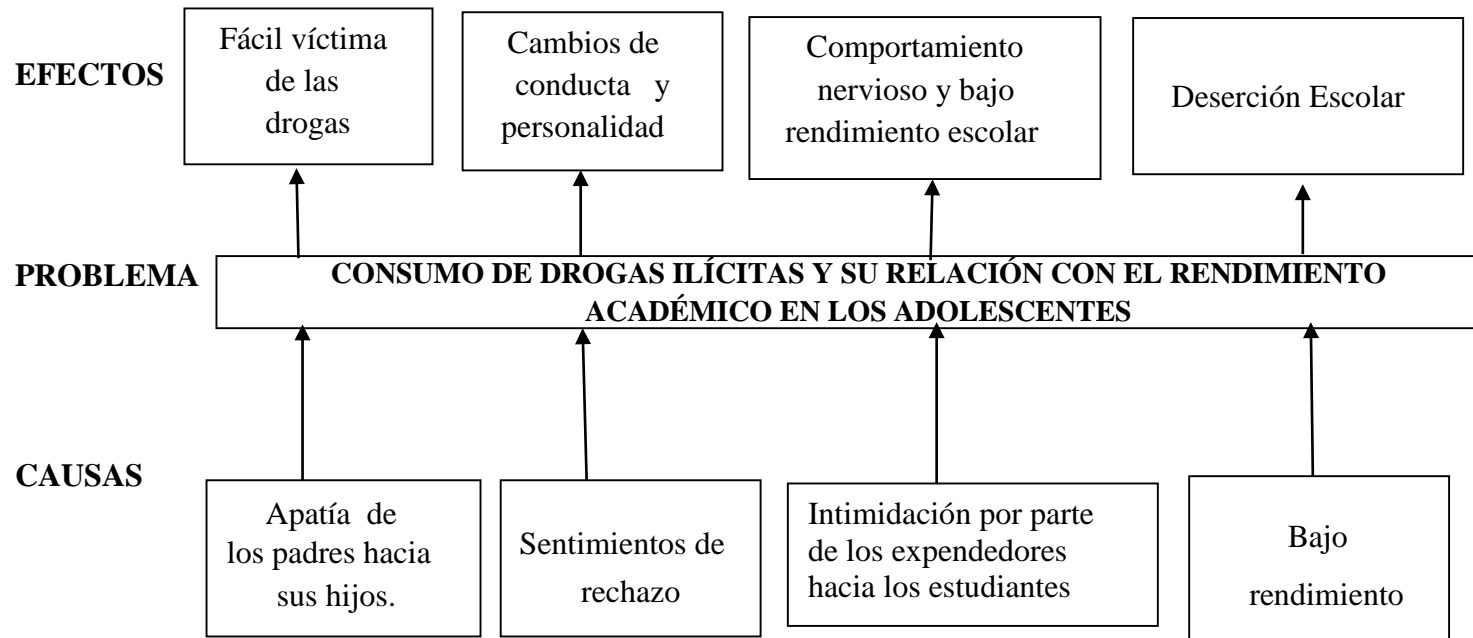 EFECTOS
Fácil víctima
de las
drogas
Cambios de
conducta y
personalidad
Comportamiento
nervioso y bajo
rendimiento escolar
Deserción Escolar
PROBLEMA
CONSUMO DE DROGAS ILÍCITAS Y SU RELACIÓN CON EL RENDIMIENTO
ACADÉMICO EN LOS ADOLESCENTES
CAUSAS
Apatía de
los padres hacia
sus hijos.
Sentimientos de
rechazo
Intimidación por parte
de los expendedores
hacia los estudiantes
Bajo
rendimiento